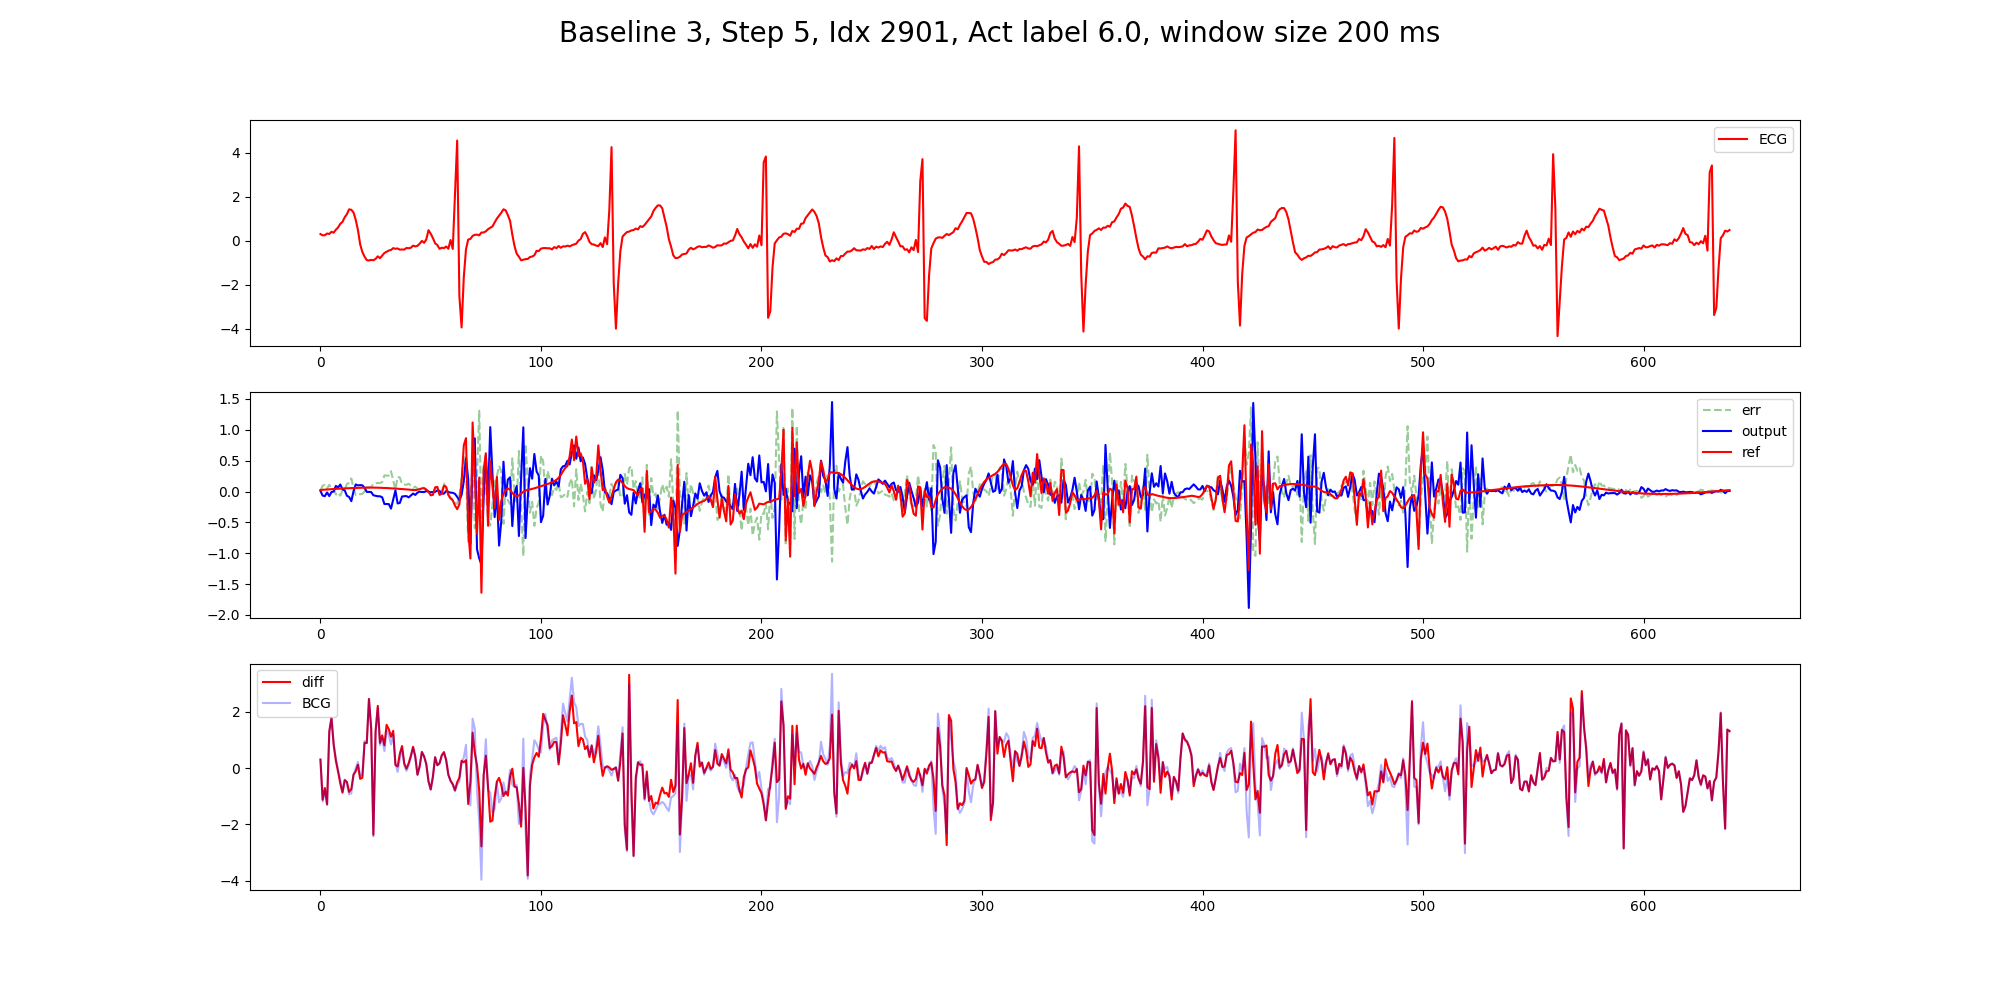 Baseline 3, Step 5, Idx 2901, Act label 6.0, window size 200 ms
ECG
4
2
0
−2
−4
0 100 200 300 400 500 600
err
output
ref
1.5
1.0
0.5
0.0
−0.5
−1.0
−1.5
−2.0
0 100 200 300 400 500 600
diff
BCG
2
0
−2
−4
0 100 200 300 400 500 600